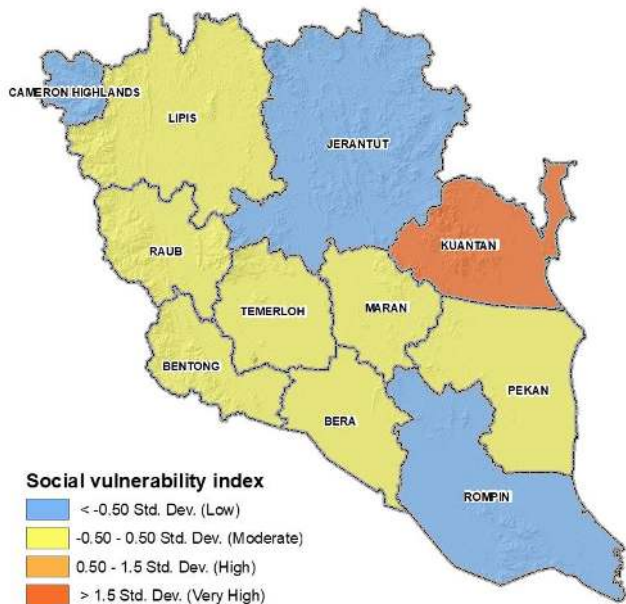 CAMERON HIGHLANDS
LIPIS
JERANTUT
KUANTAN
RAUB
TEMERLOH
MARAN
BENTONG
PEKAN
BERA
ROMPIN
Social vulnerability index
< -0.50 Std. Dev. (Low)
-0.50 - 0.50 Std. Dev. (Moderate)
0.50 - 1.5 Std. Dev. (High)
> 1.5 Std. Dev. (Very High)